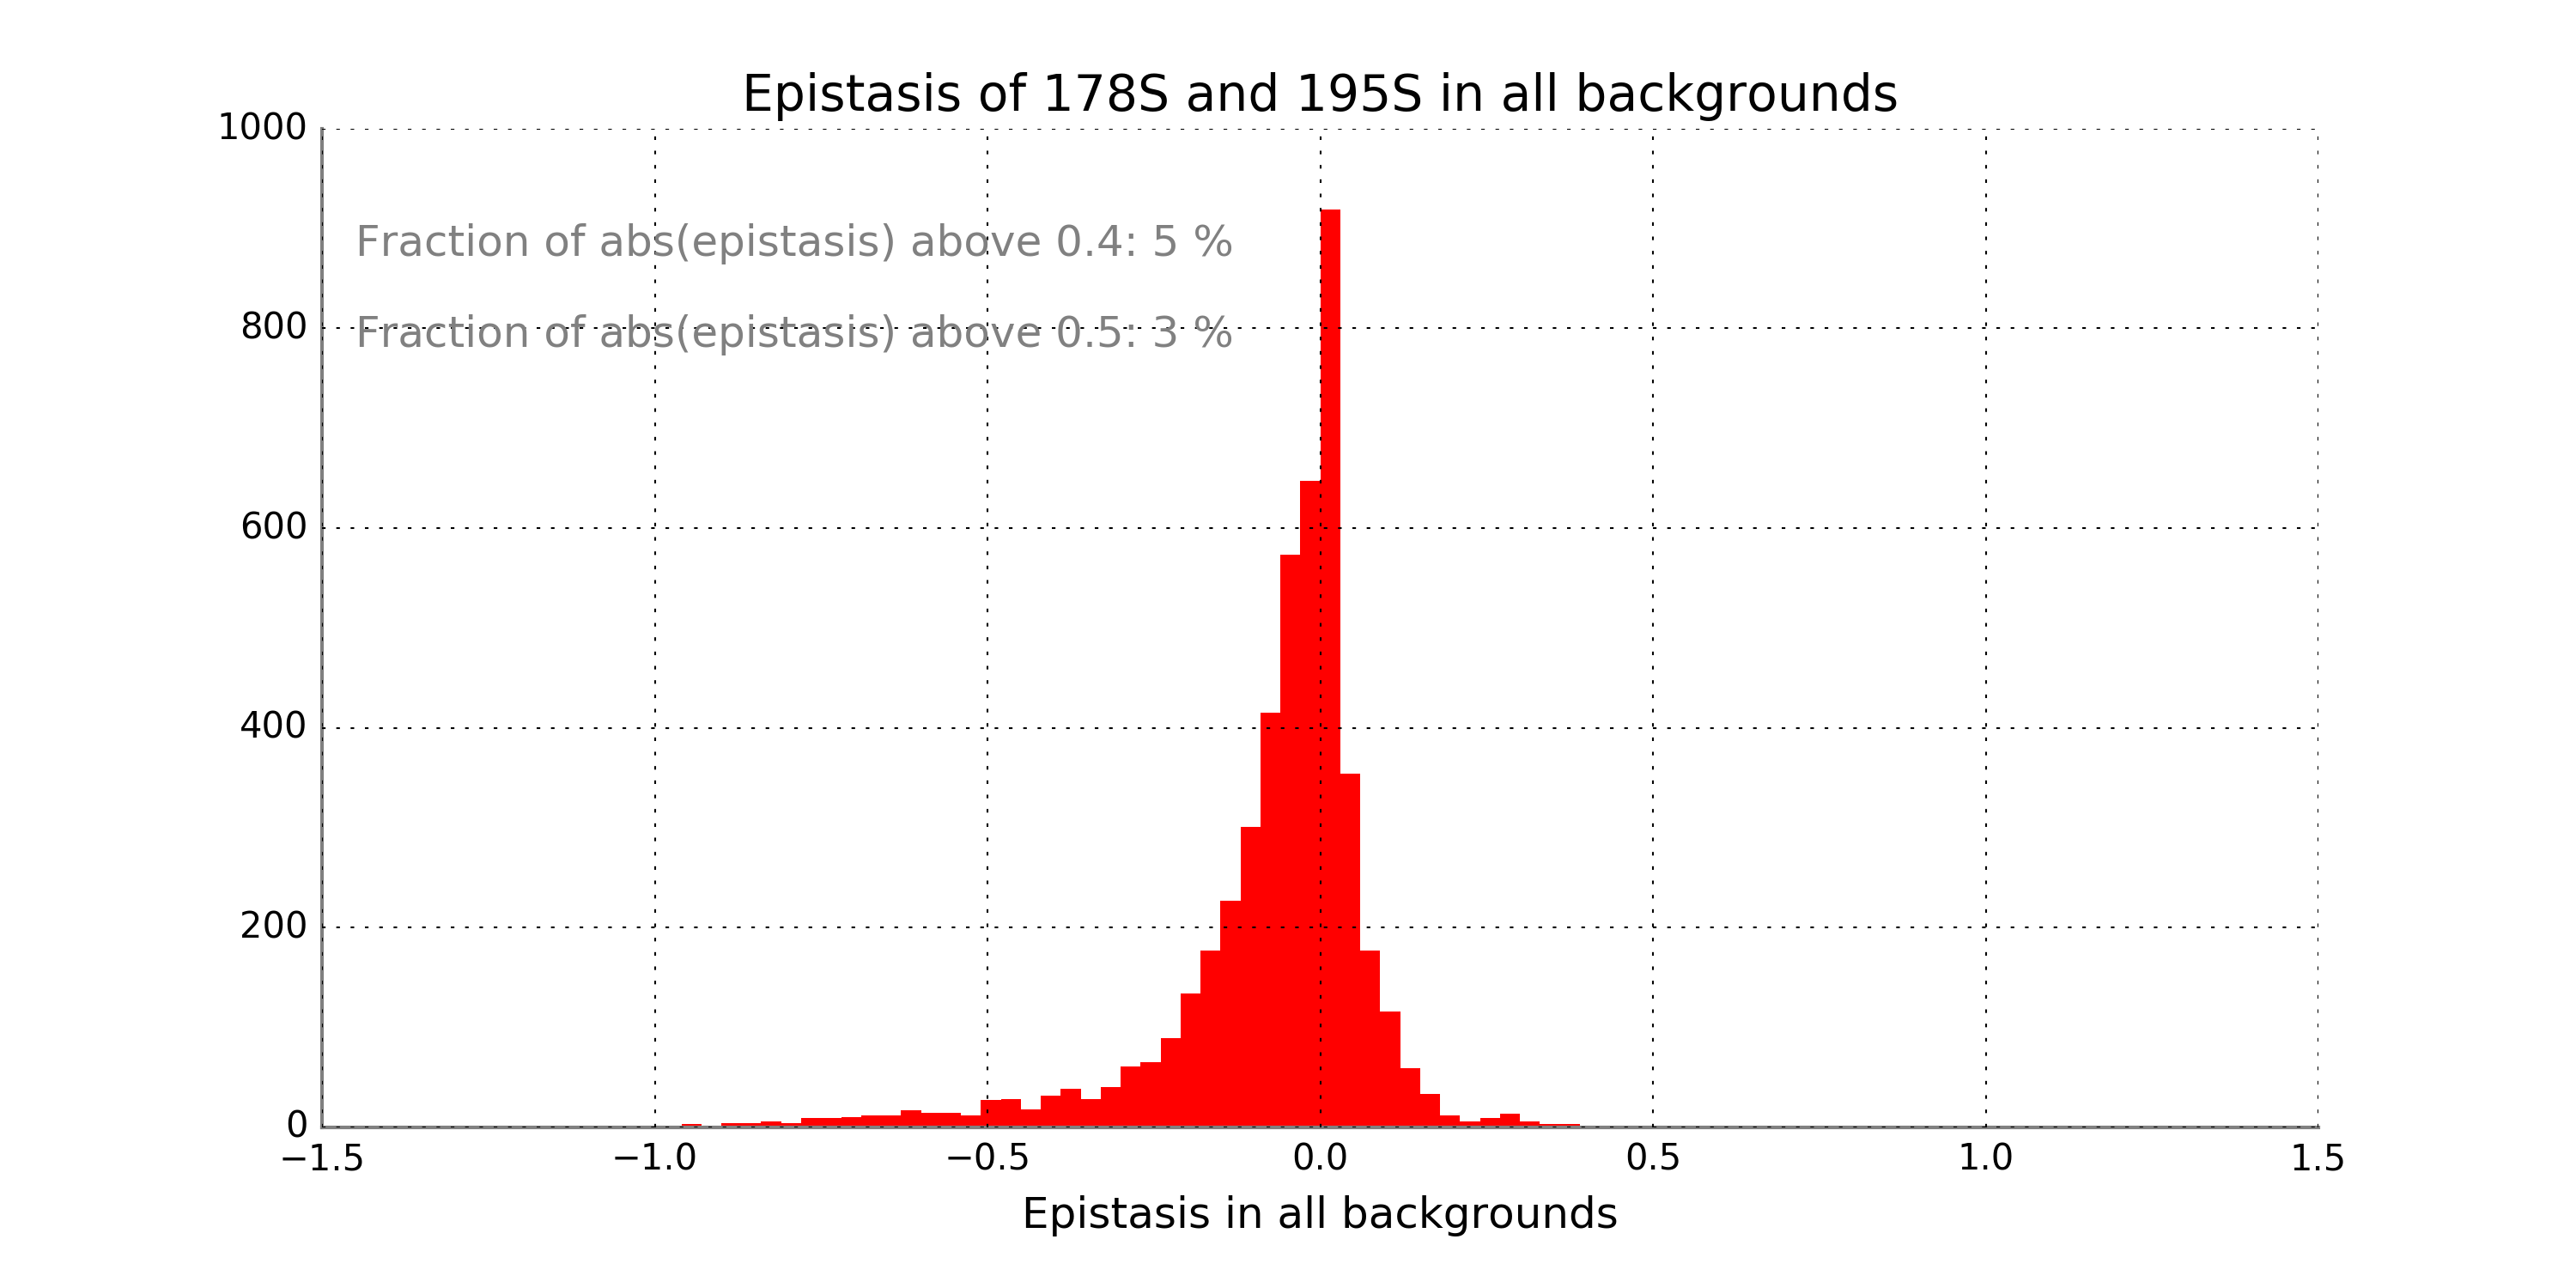 Epistasis of 178S and 195S in all backgrounds
1000
Fraction of abs(epistasis) above 0.4: 5 %
800
Fraction of abs(epistasis) above 0.5: 3 %
600
400
200
0
−1.5 −1.0 −0.5 0.0 0.5 1.0 1.5
Epistasis in all backgrounds